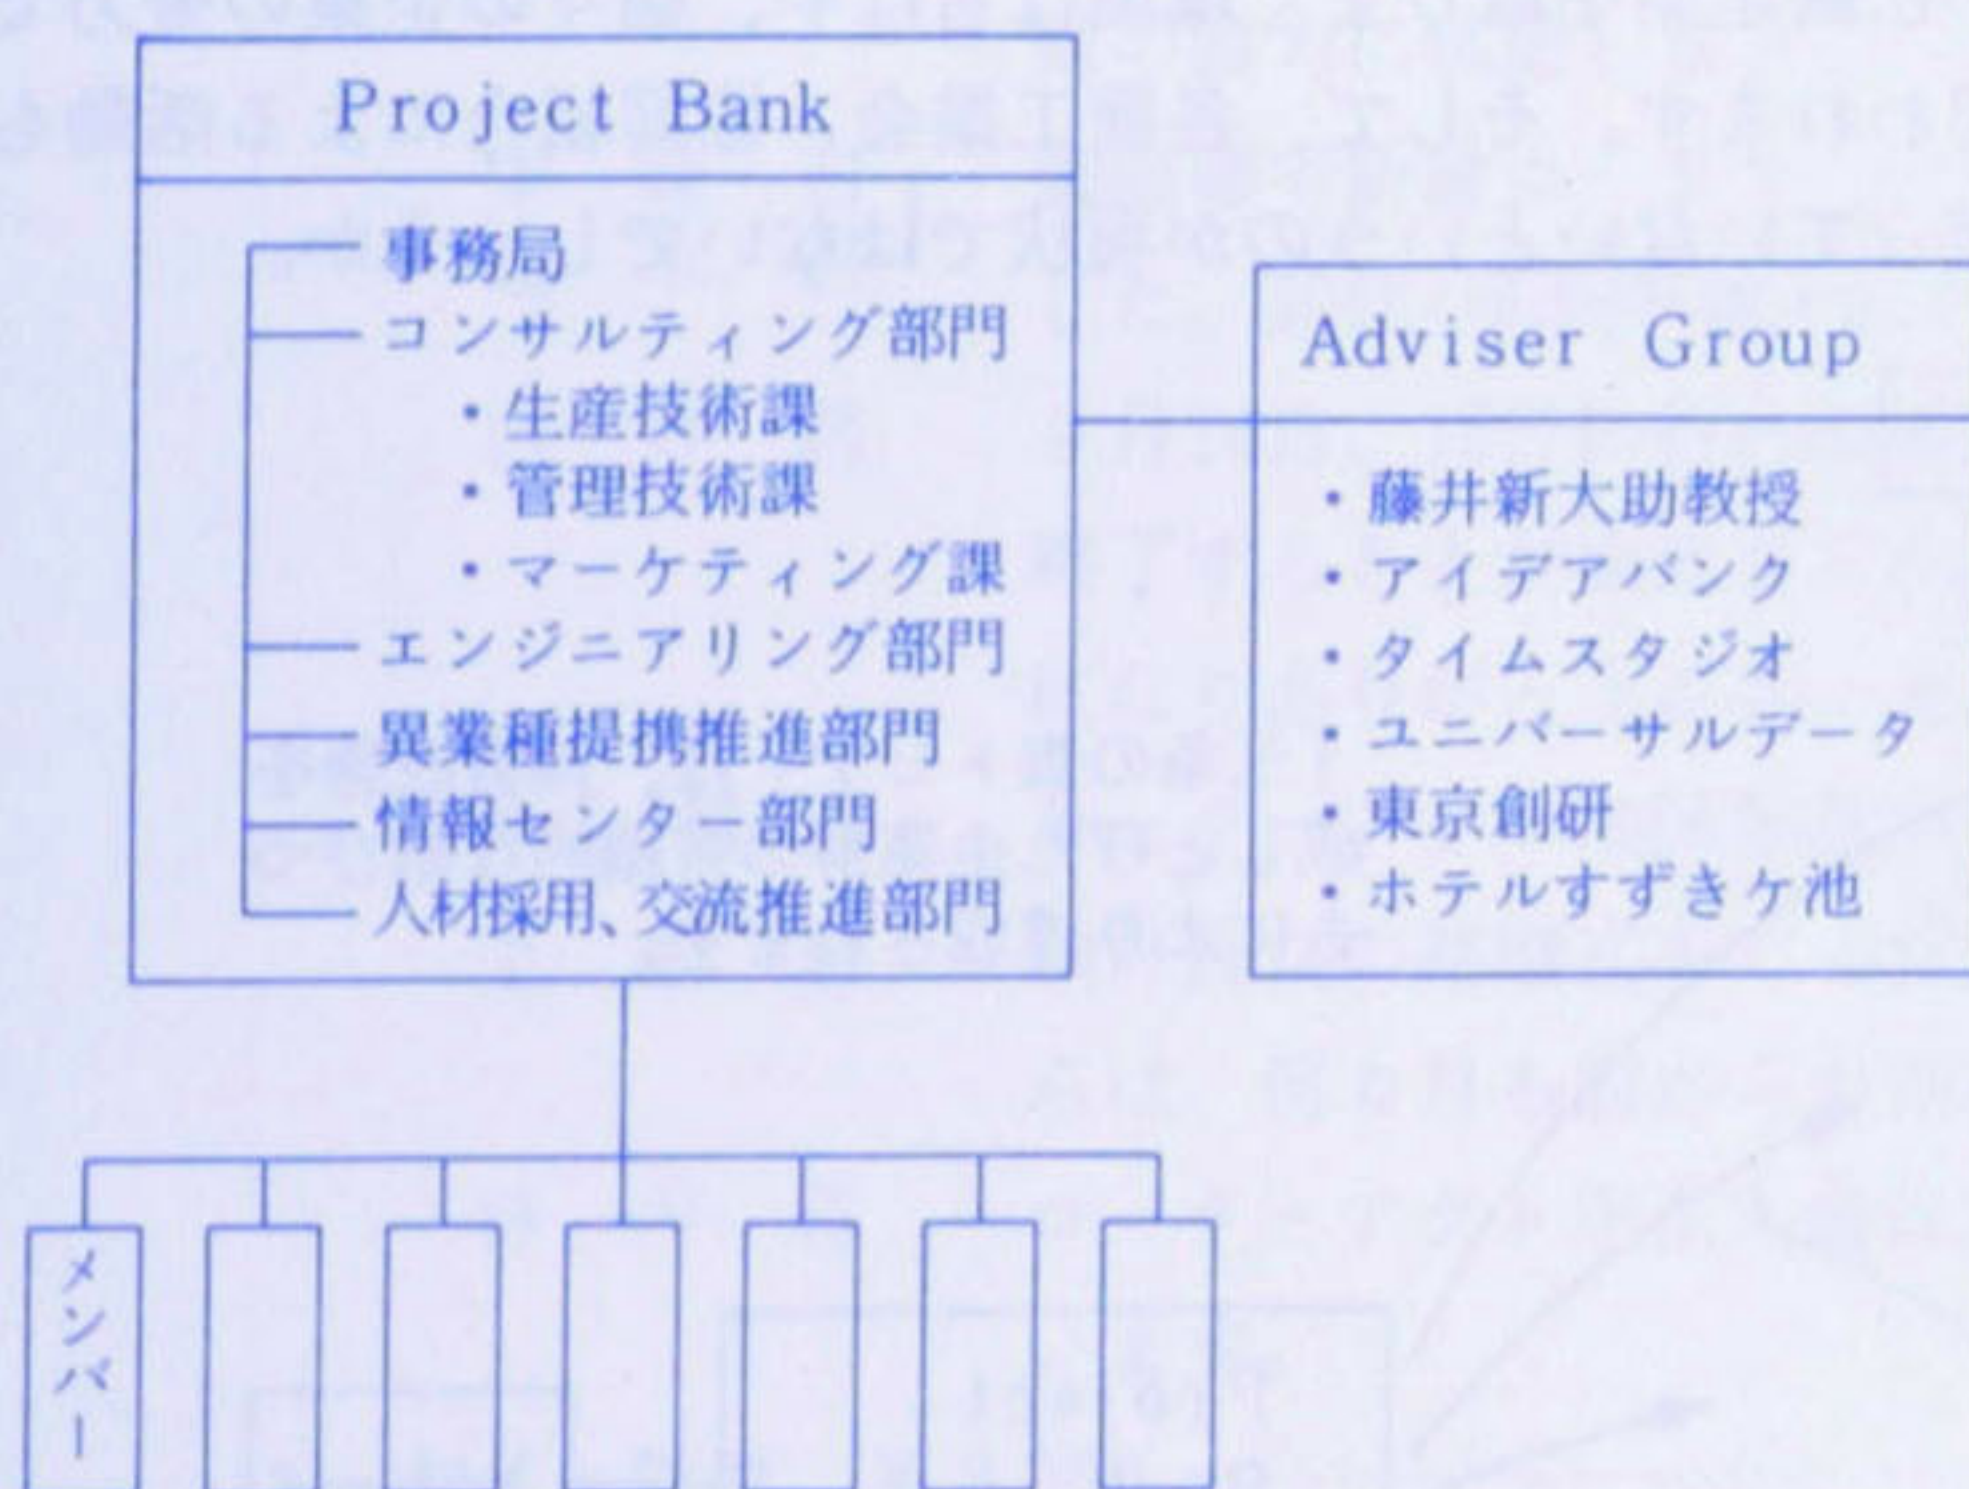 Project Bank
事務局
コンサルティング部門
・生産技術課
・管理技術課
・マーケティング課
エンジニアリング部門
異業種提携推進部門
情報センター部門
人材採用、交流推進部門
Adviser Group
・藤井新大助教授
・アイデアバンク
・タイムスタジオ
・ユニバーサルデータ
・東京創研
・ホテルすずきケ池
メンバー